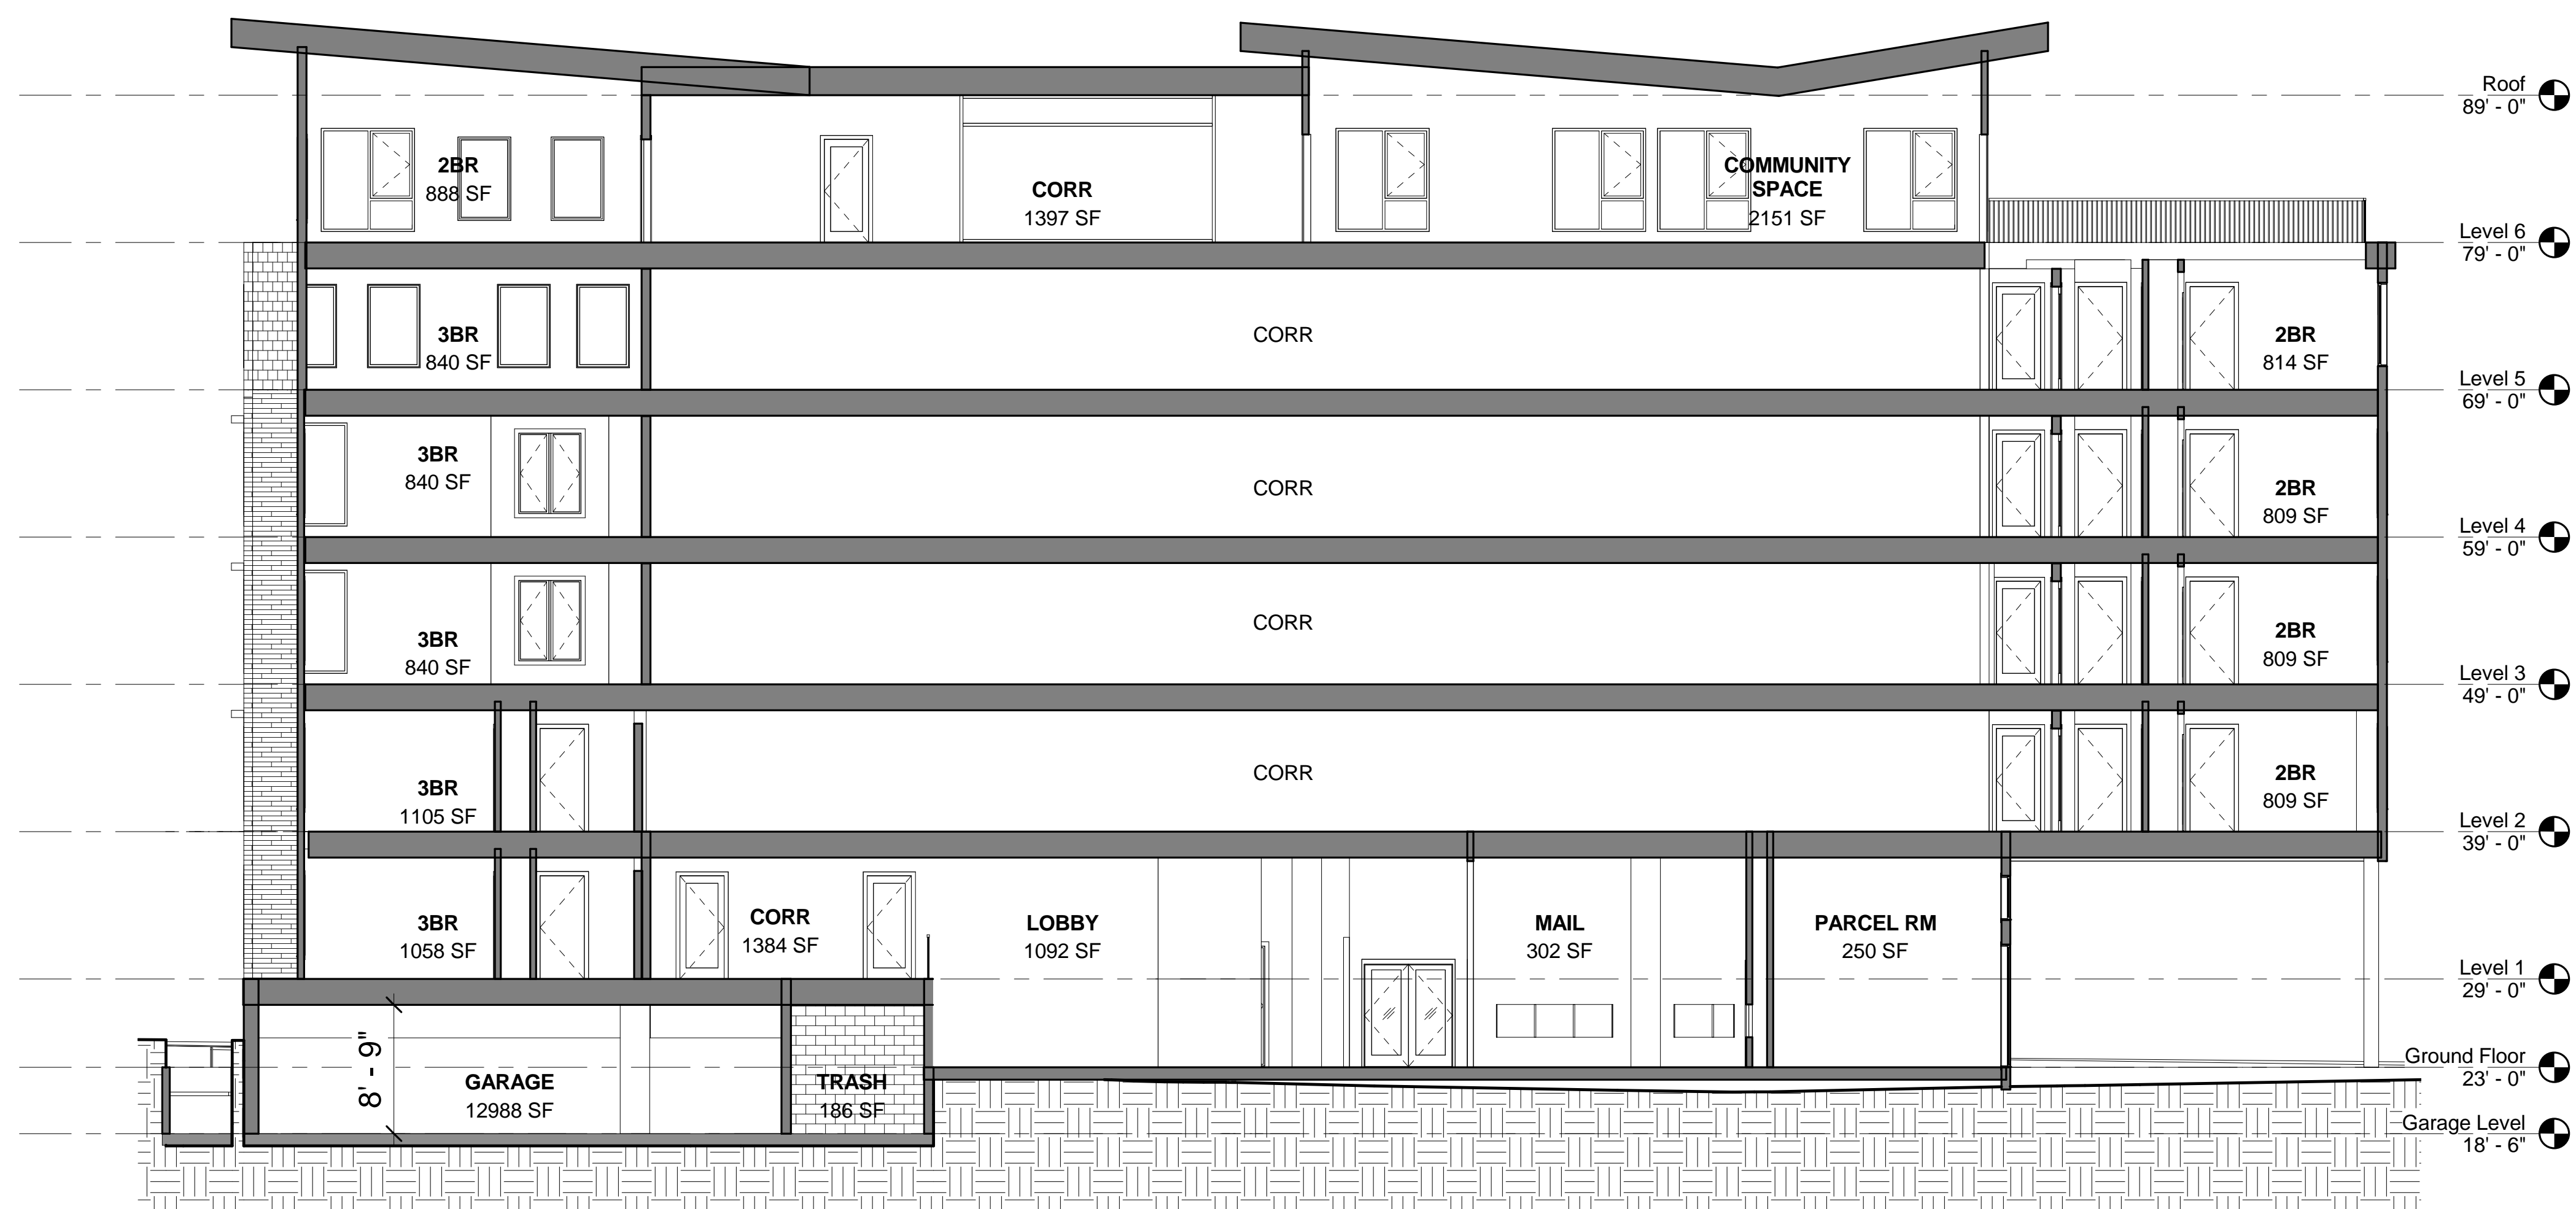 Roof
89' - 0"
2BR
888 SF
CORR
1397 SF
COMMUNITY
SPACE
2151 SF
Level 6
79' - 0"
3BR
840 SF
CORR
2BR
814 SF
Level 5
69' - 0"
3BR
840 SF
CORR
2BR
809 SF
Level 4
59' - 0"
3BR
840 SF
CORR
2BR
809 SF
Level 3
49' - 0"
3BR
1105 SF
CORR
2BR
809 SF
Level 2
39' - 0"
3BR
1058 SF
CORR
1384 SF
LOBBY
1092 SF
MAIL
302 SF
PARCEL RM
250 SF
Level 1
29' - 0"
8' - 9"
GARAGE
12988 SF
TRASH
186 SF
Ground Floor
23' - 0"
Garage Level
18' - 6"